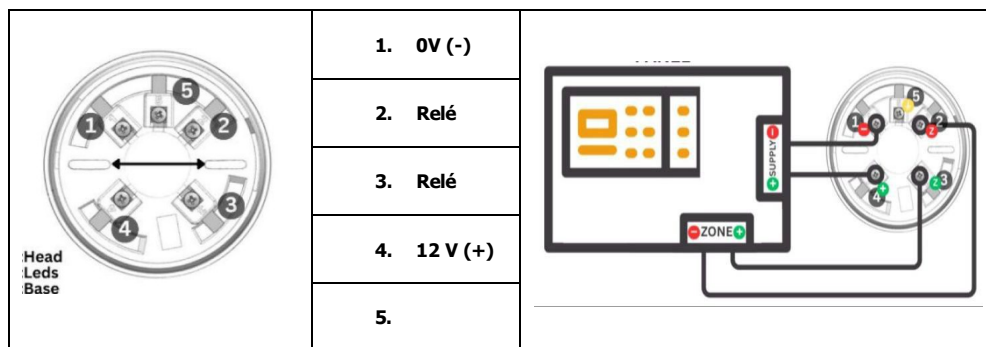 5
1
2
3
4
:Head
:Leds
:Base
1. 0V (-)
2. Relé
3. Relé
4. 12 V (+)
5.
SUPPLY
- ZONE +
5
1
2
3
4
-
z
+
z